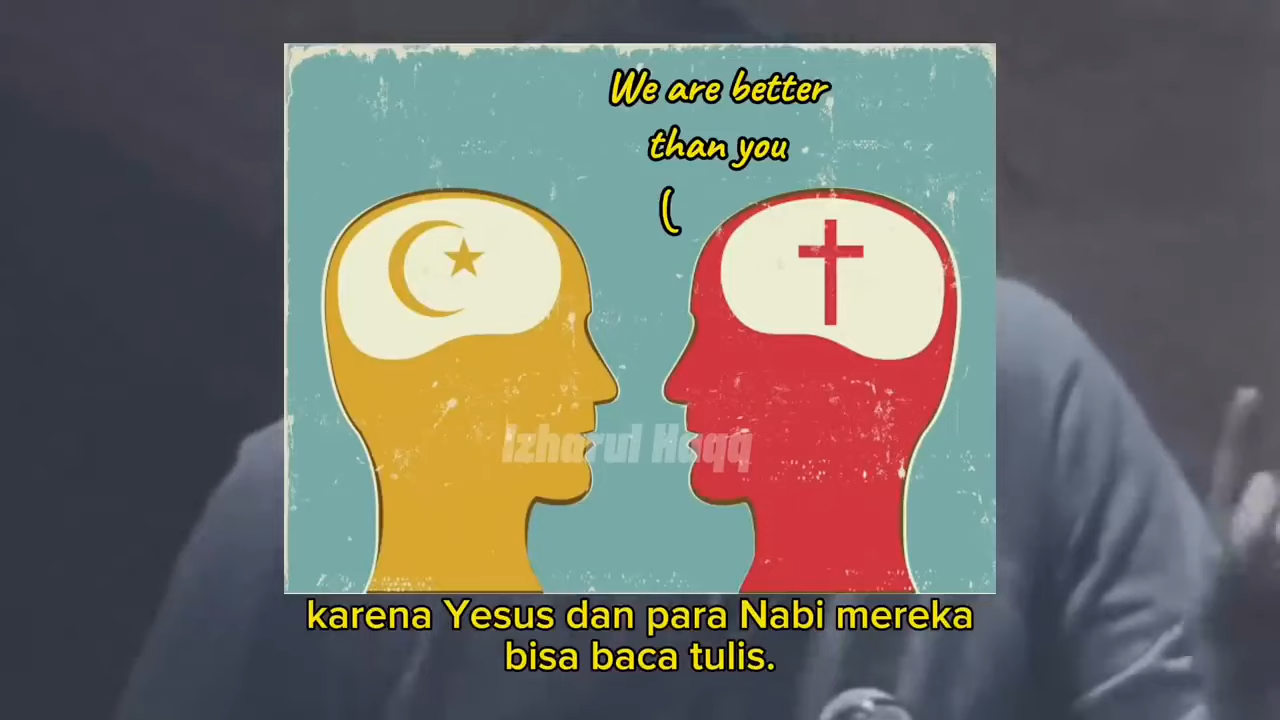 We are better
than you
(
Izharul Haqq
karena Yesus dan para Nabi mereka
bisa baca tulis.